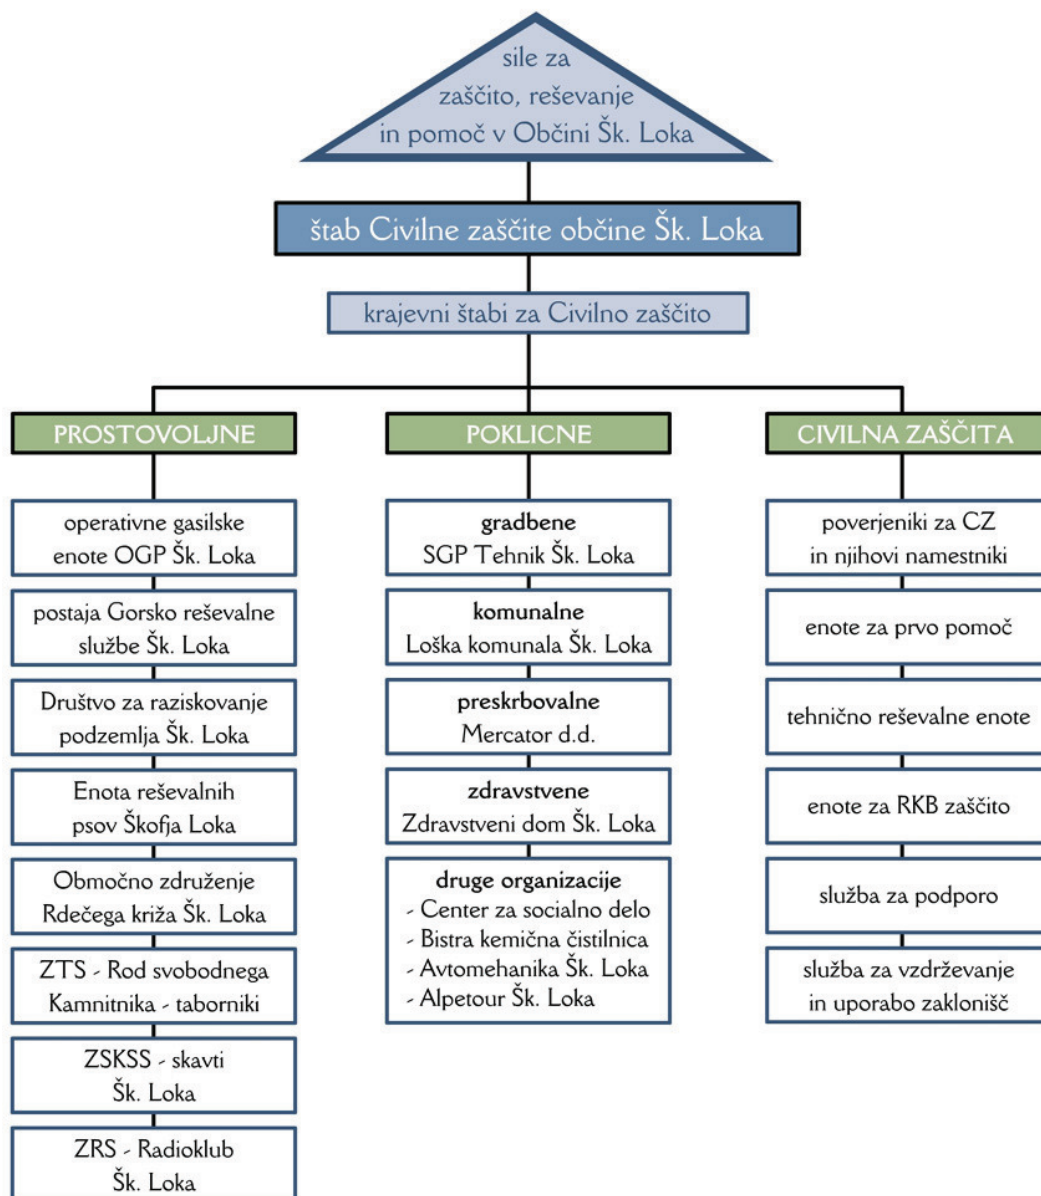 sile za
zaščito, reševanje
in pomoč v Občini Šk. Loka
štab Civilne zaščite občine Šk. Loka
krajevni štabi za Civilno zaščito
PROSTOVOLJNE
operativne gasilske
enote OGP Šk. Loka
postaja Gorsko reševalne
službe Šk. Loka
Društvo za raziskovanje
podzemlja Šk. Loka
Enota reševalnih
psov Škofja Loka
Območno združenje
Rdečega križa Šk. Loka
ZTS - Rod svobodnega
Kamnitnika - taborniki
ZSKSS - skavti
Šk. Loka
ZRS - Radioklub
Šk. Loka
POKLICNE
gradbene
SGP Tehnik Šk. Loka
komunalne
Loška komunala Šk. Loka
preskrbovalne
Mercator d.d.
zdravstvene
Zdravstveni dom Šk. Loka
druge organizacije
- Center za socialno delo
- Bistra kemična čistilnica
- Avtomehanika Šk. Loka
- Alpetour Šk. Loka
CIVILNA ZAŠČITA
poverjeniki za CZ
in njihovi namestniki
enote za prvo pomoč
tehnično reševalne enote
enote za RKB zaščito
služba za podporo
služba za vzdrževanje
in uporabo zaklonišč